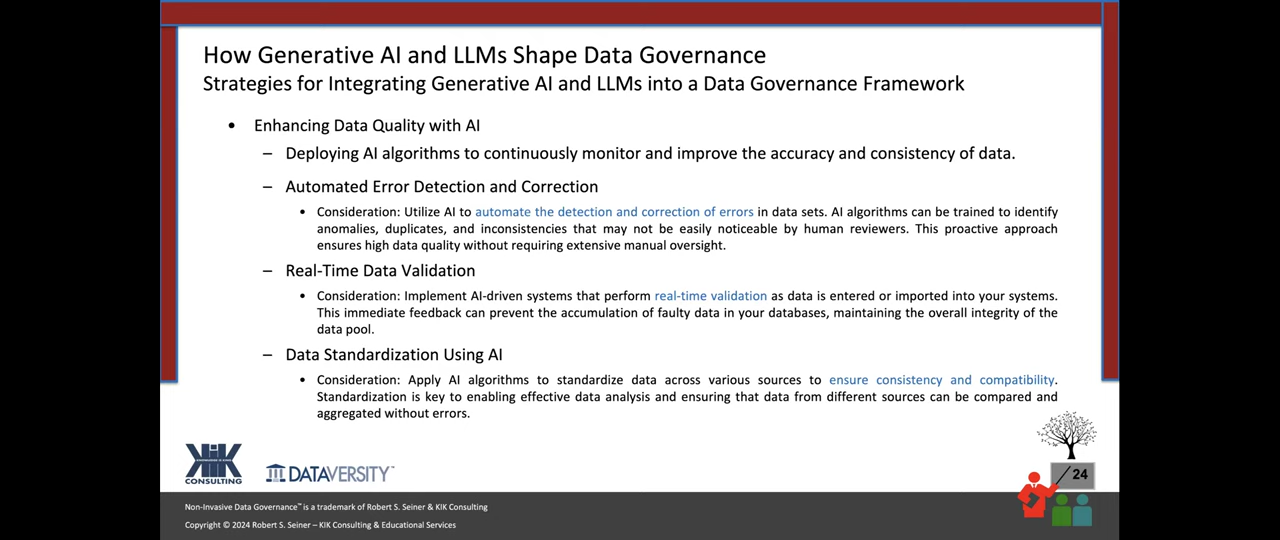 How Generative AI and LLMs Shape Data Governance
Strategies for Integrating Generative AI and LLMs into a Data Governance Framework
• Enhancing Data Quality with AI
– Deploying AI algorithms to continuously monitor and improve the accuracy and consistency of data.
– Automated Error Detection and Correction
• Consideration: Utilize AI to automate the detection and correction of errors in data sets. AI algorithms can be trained to identify
anomalies, duplicates, and inconsistencies that may not be easily noticeable by human reviewers. This proactive approach
ensures high data quality without requiring extensive manual oversight.
– Real-Time Data Validation
• Consideration: Implement AI-driven systems that perform real-time validation as data is entered or imported into your systems.
This immediate feedback can prevent the accumulation of faulty data in your databases, maintaining the overall integrity of the
data pool.
– Data Standardization Using AI
• Consideration: Apply AI algorithms to standardize data across various sources to ensure consistency and compatibility.
Standardization is key to enabling effective data analysis and ensuring that data from different sources can be compared and
aggregated without errors.
KIK
CONSULTING
DATAVERSITY™
24
Non-Invasive Data Governance™ is a trademark of Robert S. Seiner & KIK Consulting
Copyright © 2024 Robert S. Seiner – KIK Consulting & Educational Services